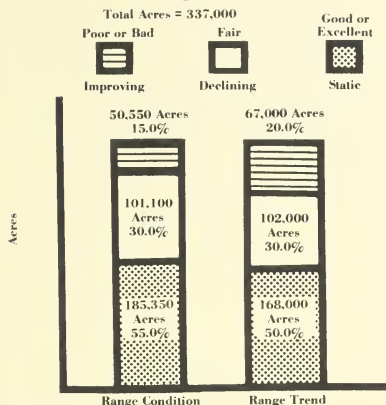 Total Acres = 337,000
Poor or Bad
Fair
Good or
Excellent
Improving
Declining
Static
50,550 Acres
15.0%
67,000 Acres
20.0%
101,100
Acres
30.0%
102,000
Acres
30.0%
185,350
Acres
55.0%
168,000
Acres
50.0%
Acres
Range Condition
Range Trend